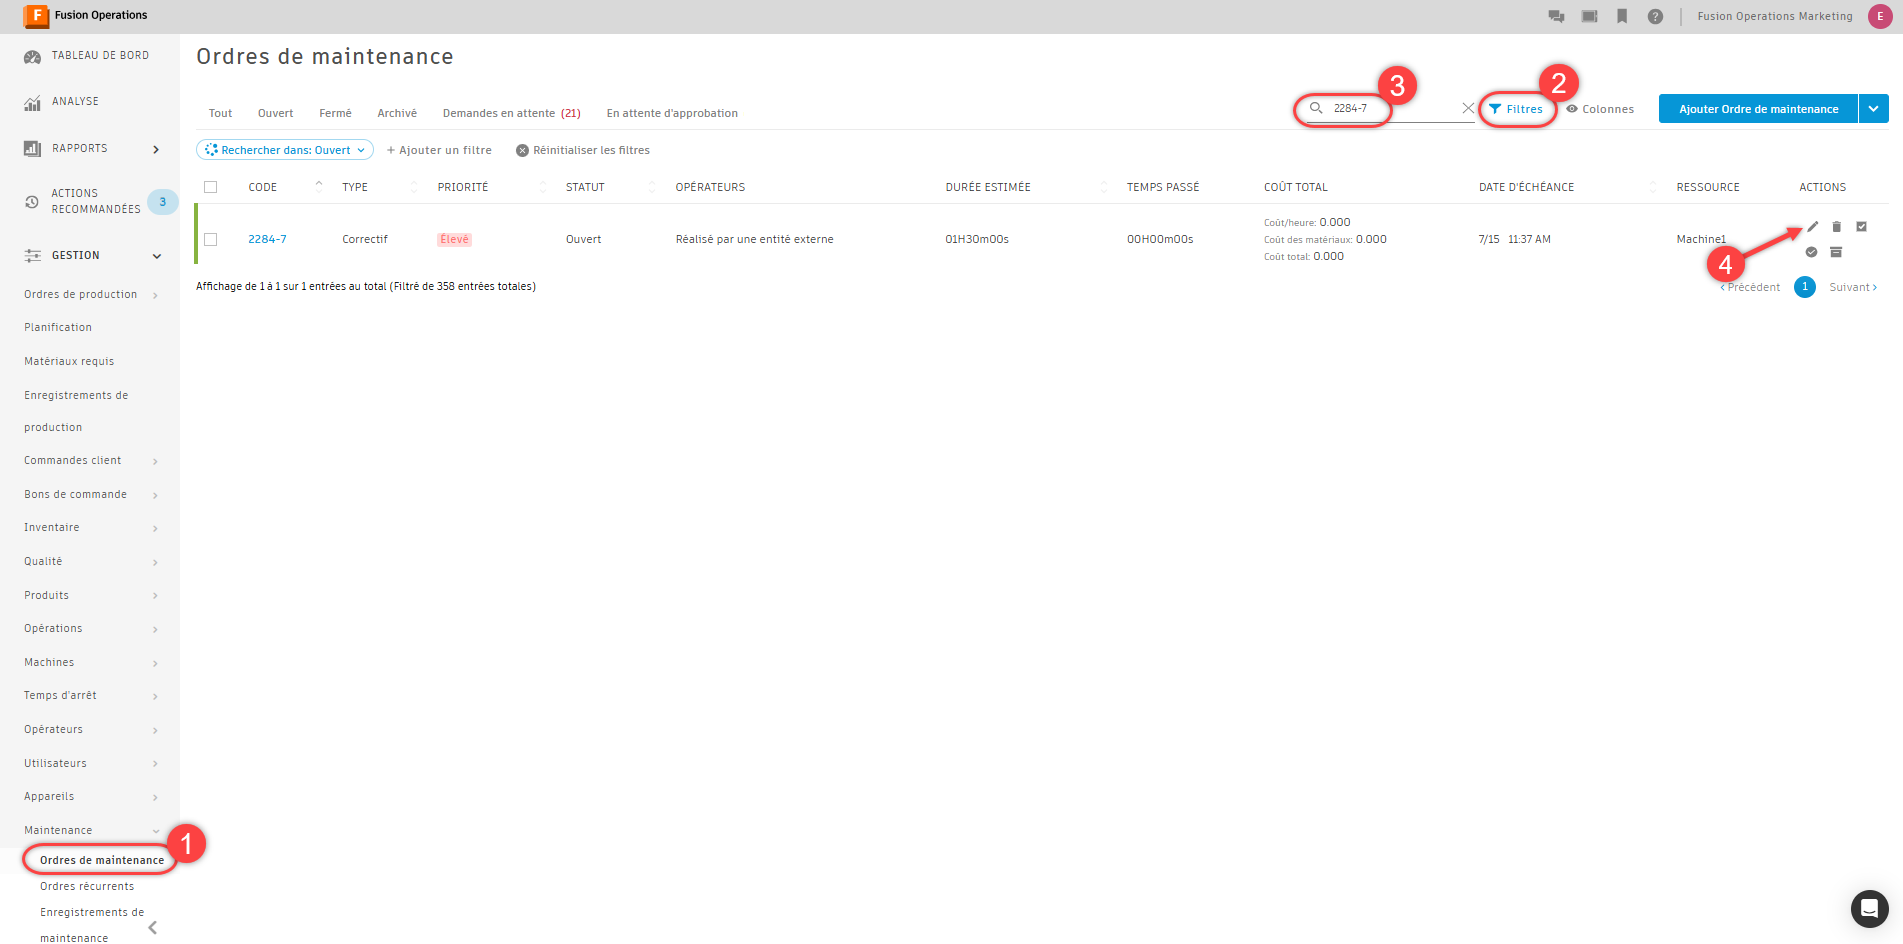 F Fusion Operations
Fusion Operations Marketing E
TABLEAU DE BORD
ANALYSE
RAPPORTS
ACTIONS
RECOMMANDÉES 3
GESTION
Ordres de production
Planification
Matériaux requis
Enregistrements de
production
Commandes client
Bons de commande
Inventaire
Qualité
Produits
Opérations
Machines
Temps d'arrêt
Opérateurs
Utilisateurs
Appareils
Maintenance
1
Ordres de maintenance
Ordres récurrents
Enregistrements de
maintenance
Ordres de maintenance
Tout Ouvert Fermé Archivé Demandes en attente (21) En attente d'approbation
3 2
2284-7 Filtres Colonnes Ajouter Ordre de maintenance
Rechercher dans: Ouvert + Ajouter un filtre Réinitialiser les filtres
CODE TYPE PRIORITÉ STATUT OPÉRATEURS DURÉE ESTIMÉE TEMPS PASSÉ COÛT TOTAL DATE D'ÉCHÉANCE RESSOURCE ACTIONS
2284-7 Correctif Élevé Ouvert Réalisé par une entité externe 01H30m00s 00H00m00s
Coût/heure: 0.000
Coût des matériaux: 0.000
Coût total: 0.000
7/15 11:37 AM Machine1
4
Affichage de 1 à 1 sur 1 entrées au total (Filtré de 358 entrées totales)
‹ Précédent 1 Suivant ›